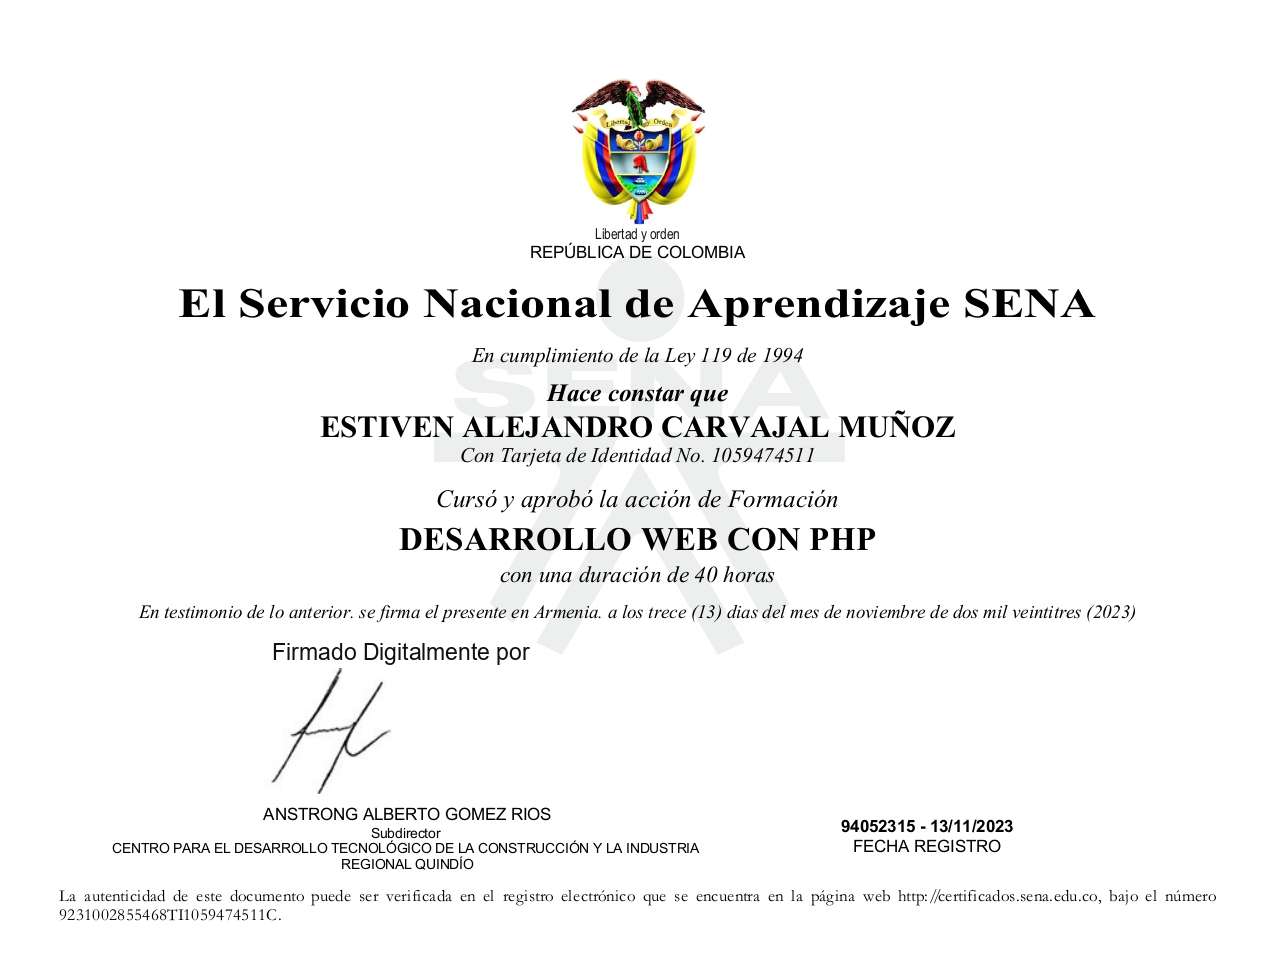 Libertad y Orden
Libertad y orden
REPÚBLICA DE COLOMBIA
El Servicio Nacional de Aprendizaje SENA
En cumplimiento de la Ley 119 de 1994
SENA
Hace constar que
ESTIVEN ALEJANDRO CARVAJAL MUÑOZ
Con Tarjeta de Identidad No. 1059474511
Cursó y aprobó la acción de Formación
DESARROLLO WEB CON PHP
con una duración de 40 horas
En testimonio de lo anterior. se firma el presente en Armenia. a los trece (13) dias del mes de noviembre de dos mil veintitres (2023)
Firmado Digitalmente por
ANSTRONG ALBERTO GOMEZ RIOS
Subdirector
CENTRO PARA EL DESARROLLO TECNOLÓGICO DE LA CONSTRUCCIÓN Y LA INDUSTRIA
REGIONAL QUINDÍO
94052315 - 13/11/2023
FECHA REGISTRO
La autenticidad de este documento puede ser verificada en el registro electrónico que se encuentra en la página web http://certificados.sena.edu.co, bajo el número
9231002855468TI1059474511C.